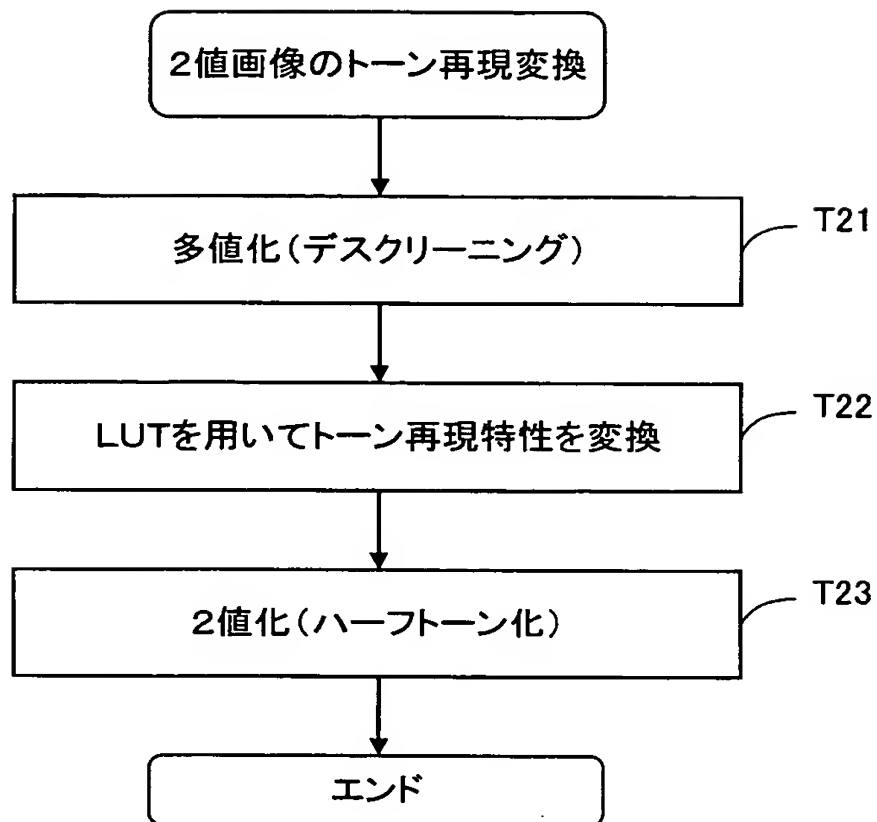 2値画像のトーン再現変換
多値化(デスクリーニング)
T21
LUTを用いてトーン再現特性を変換
T22
2値化(ハーフトーン化)
T23
エンド